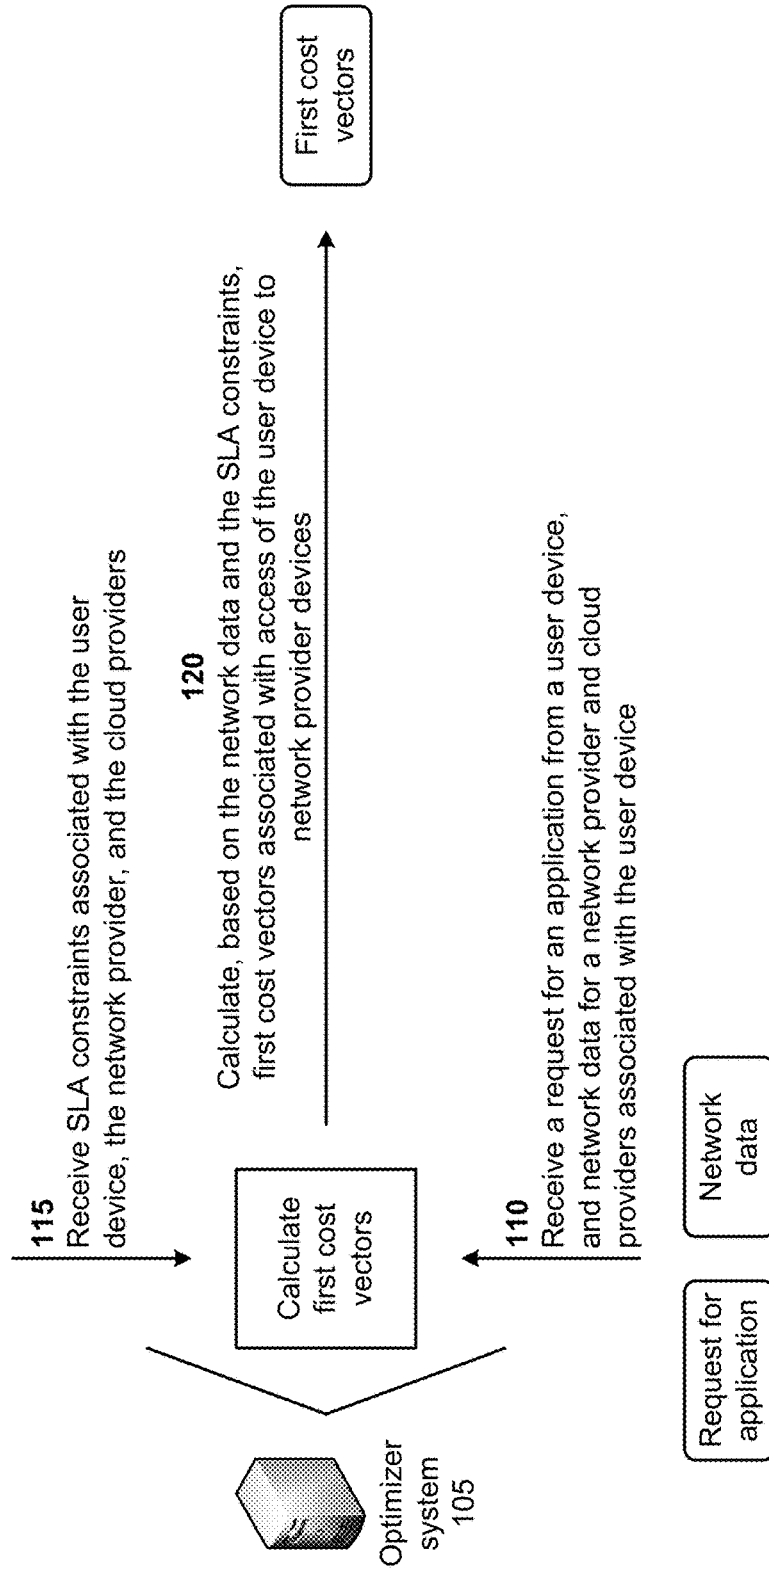 115
Receive SLA constraints associated with the user
device, the network provider, and the cloud providers
120
Calculate, based on the network data and the SLA constraints,
first cost vectors associated with access of the user device to
network provider devices
First cost
vectors
Calculate
first cost
vectors
Optimizer
system
105
110
Receive a request for an application from a user device,
and network data for a network provider and cloud
providers associated with the user device
Request for
application
Network
data